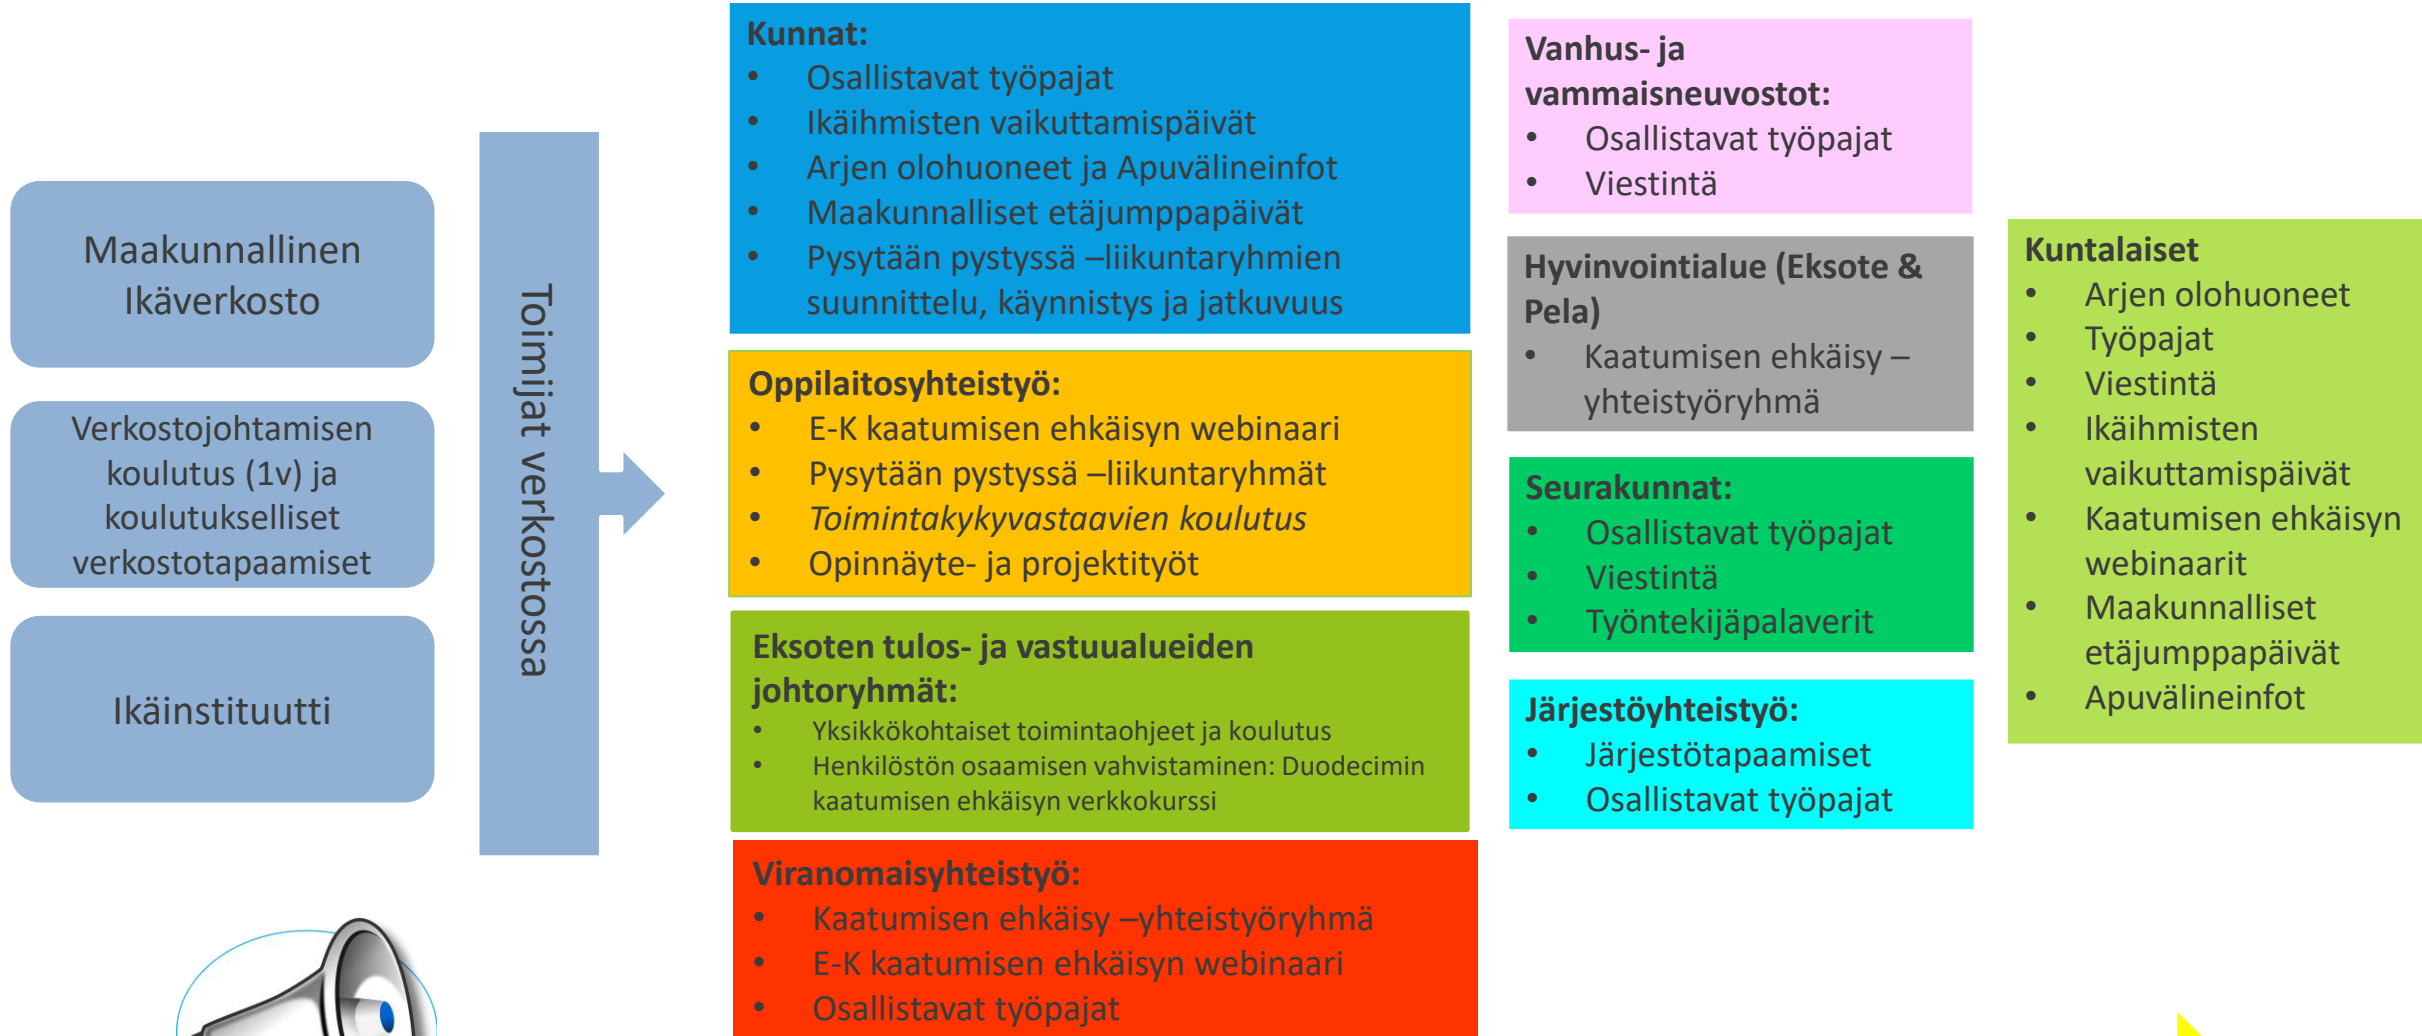 Maakunnallinen
Ikäverkosto
Verkostojohtamisen
koulutus (1v) ja
koulutukselliset
verkostotapaamiset
Ikäinstituutti
Toimijat verkostossa
Kunnat:
• Osallistavat työpajat
• Ikäihmisten vaikuttamispäivät
• Arjen olohuoneet ja Apuvälineinfot
• Maakunnalliset etäjumppapäivät
• Pysytään pystyssä –liikuntaryhmien
suunnittelu, käynnistys ja jatkuvuus
Oppilaitosyhteistyö:
• E-K kaatumisen ehkäisyn webinaari
• Pysytään pystyssä –liikuntaryhmät
• Toimintakykyvastaavien koulutus
• Opinnäyte- ja projektityöt
Eksoten tulos- ja vastuualueiden
johtoryhmät:
• Yksikkökohtaiset toimintaohjeet ja koulutus
• Henkilöstön osaamisen vahvistaminen: Duodecimin
kaatumisen ehkäisyn verkkokurssi
Viranomaisyhteistyö:
• Kaatumisen ehkäisy –yhteistyöryhmä
• E-K kaatumisen ehkäisyn webinaari
• Osallistavat työpajat
Vanhus- ja
vammaisneuvostot:
• Osallistavat työpajat
• Viestintä
Hyvinvointialue (Eksote &
Pela)
• Kaatumisen ehkäisy –
yhteistyöryhmä
Seurakunnat:
• Osallistavat työpajat
• Viestintä
• Työntekijäpalaverit
Järjestöyhteistyö:
• Järjestötapaamiset
• Osallistavat työpajat
Kuntalaiset
• Arjen olohuoneet
• Työpajat
• Viestintä
• Ikäihmisten
vaikuttamispäivät
• Kaatumisen ehkäisyn
webinaarit
• Maakunnalliset
etäjumppapäivät
• Apuvälineinfot